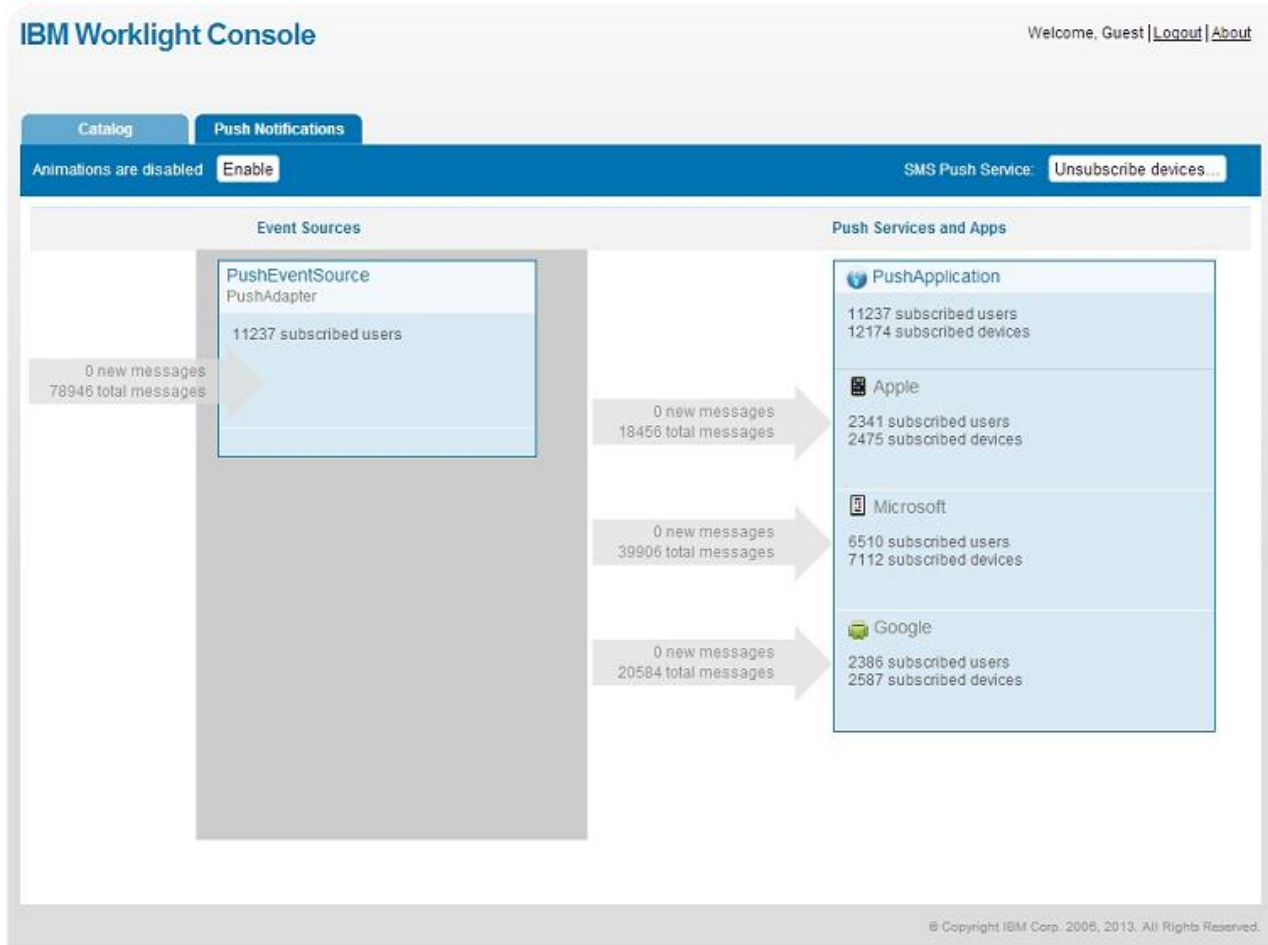 IBM Worklight Console
Welcome, Guest | Logout | About
Catalog
Push Notifications
Animations are disabled
Enable
SMS Push Service:
Unsubscribe devices...
Event Sources
Push Services and Apps
PushEventSource
PushAdapter
11237 subscribed users
0 new messages
78946 total messages
PushApplication
11237 subscribed users
12174 subscribed devices
0 new messages
18456 total messages
Apple
2341 subscribed users
2475 subscribed devices
0 new messages
39906 total messages
Microsoft
6510 subscribed users
7112 subscribed devices
0 new messages
20584 total messages
Google
2386 subscribed users
2587 subscribed devices
© Copyright IBM Corp. 2006, 2013. All Rights Reserved.